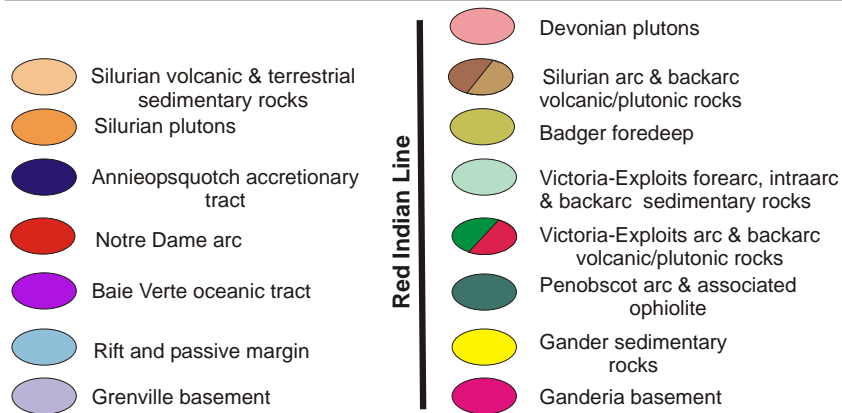 Silurian volcanic & terrestrial
sedimentary rocks
Silurian plutons
Annieopsquotch accretionary
tract
Notre Dame arc
Baie Verte oceanic tract
Rift and passive margin
Grenville basement
Red Indian Line
Devonian plutons
Silurian arc & backarc
volcanic/plutonic rocks
Badger foredeep
Victoria-Exploits forearc, intraarc
& backarc sedimentary rocks
Victoria-Exploits arc & backarc
volcanic/plutonic rocks
Penobscot arc & associated
ophiolite
Gander sedimentary
rocks
Ganderia basement